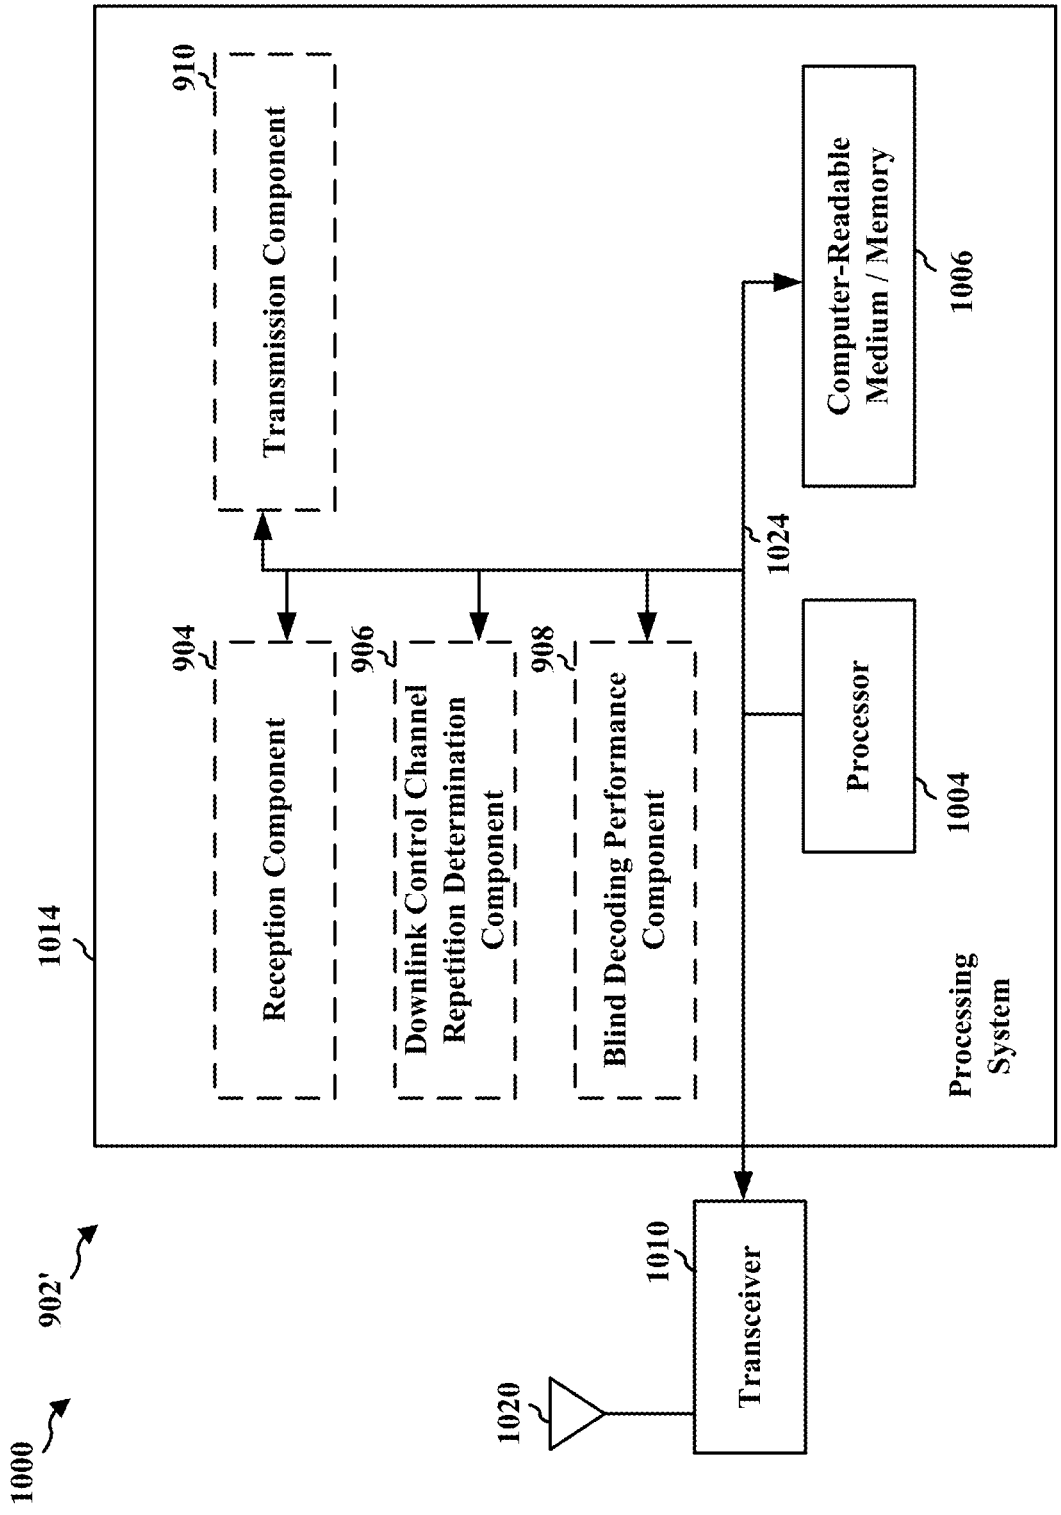 1000
902'
1014
904
Reception Component
910
Transmission Component
906
Downlink Control Channel
Repetition Determination
Component
908
Blind Decoding Performance
Component
1020
1010
Transceiver
1024
Processor
1004
Computer-Readable
Medium / Memory
1006
Processing
System